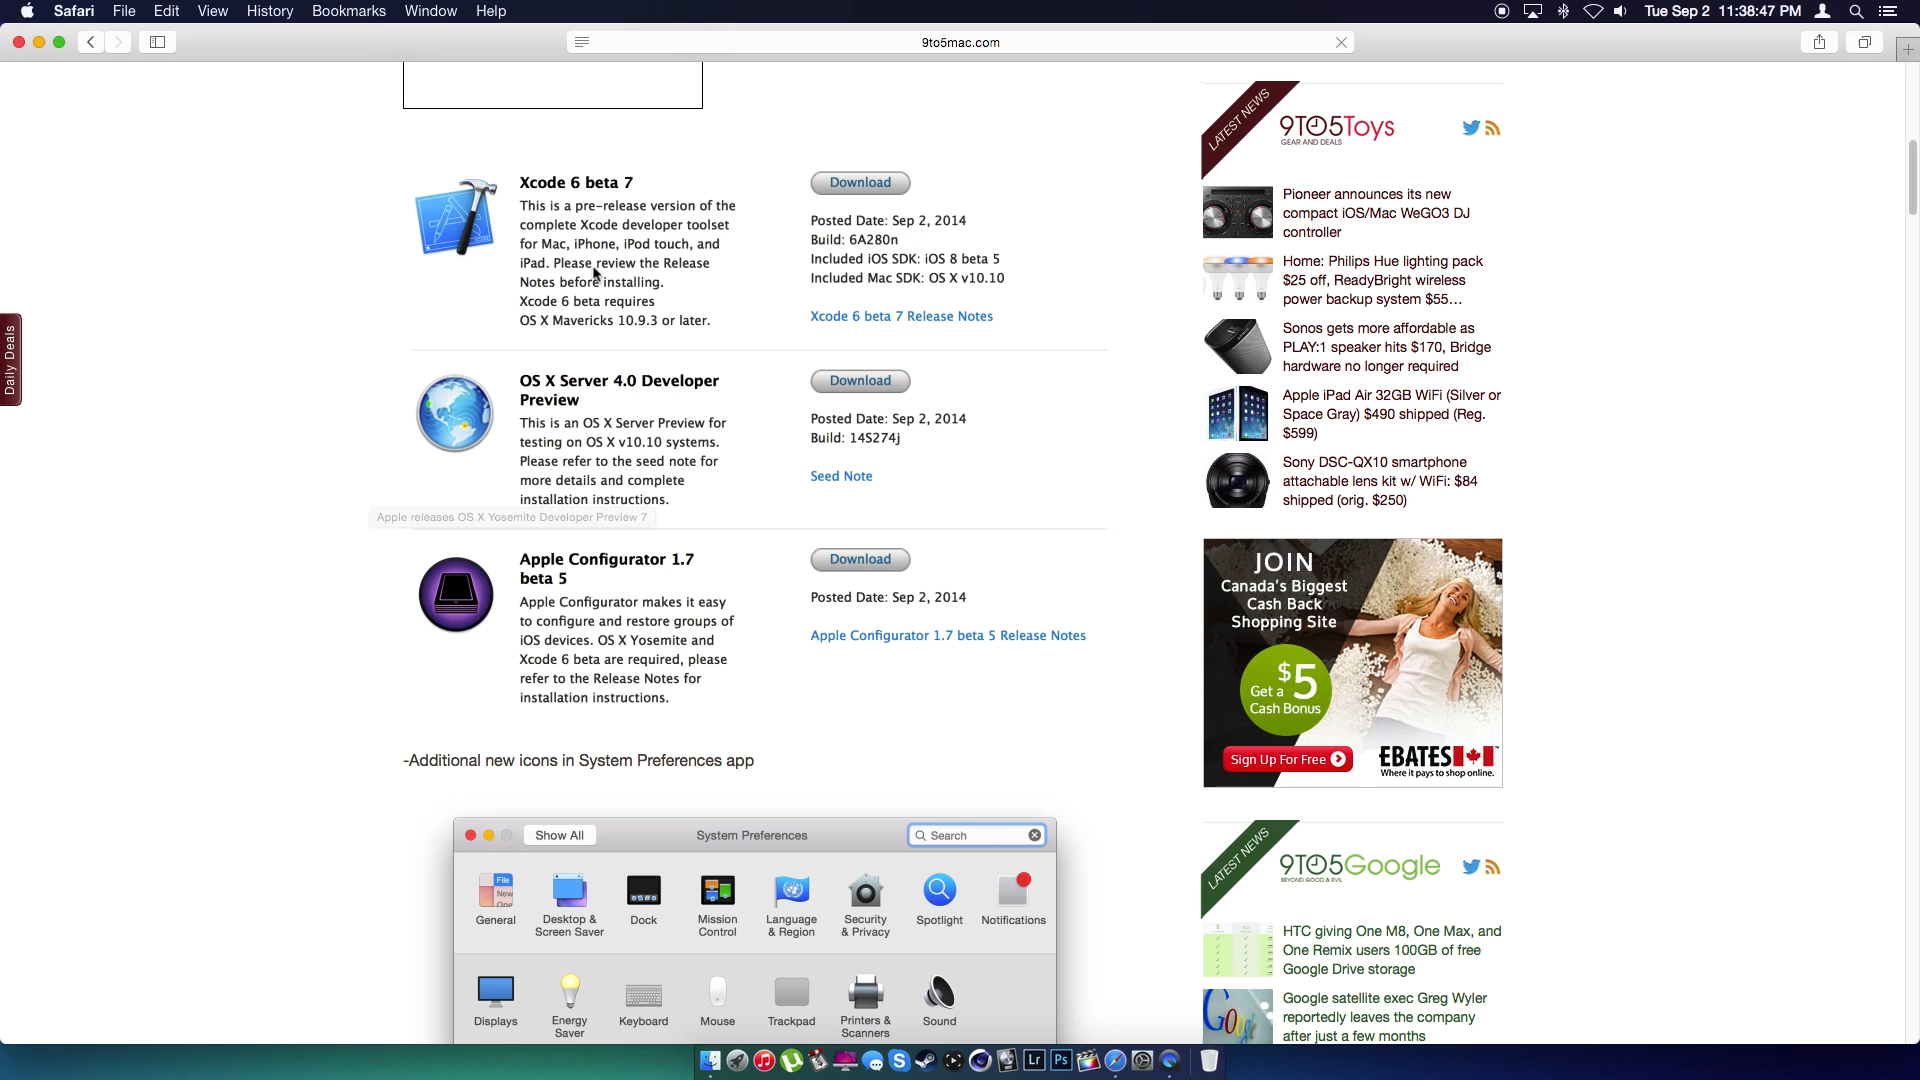 Safari File Edit View History Bookmarks Window Help
Tue Sep 2 11:38:47 PM
9to5mac.com
Daily Deals
Xcode 6 beta 7
This is a pre-release version of the
complete Xcode developer toolset
for Mac, iPhone, iPod touch, and
iPad. Please review the Release
Notes before installing.
Xcode 6 beta requires
OS X Mavericks 10.9.3 or later.
Download
Posted Date: Sep 2, 2014
Build: 6A280n
Included iOS SDK: iOS 8 beta 5
Included Mac SDK: OS X v10.10
Xcode 6 beta 7 Release Notes
OS X Server 4.0 Developer
Preview
This is an OS X Server Preview for
testing on OS X v10.10 systems.
Please refer to the seed note for
more details and complete
installation instructions.
Download
Posted Date: Sep 2, 2014
Build: 14S274j
Seed Note
Apple releases OS X Yosemite Developer Preview 7
Apple Configurator 1.7
beta 5
Apple Configurator makes it easy
to configure and restore groups of
iOS devices. OS X Yosemite and
Xcode 6 beta are required, please
refer to the Release Notes for
installation instructions.
Download
Posted Date: Sep 2, 2014
Apple Configurator 1.7 beta 5 Release Notes
-Additional new icons in System Preferences app
Show All
System Preferences
Search
File
New
General
Desktop &
Screen Saver
Dock
Mission
Control
Language
& Region
Security
& Privacy
Spotlight
Notifications
Displays
Energy
Saver
Keyboard
Mouse
Trackpad
Printers &
Scanners
Sound
LATEST NEWS
9TO5Toys
GEAR AND DEALS
Pioneer announces its new
compact iOS/Mac WeGO3 DJ
controller
Home: Philips Hue lighting pack
$25 off, ReadyBright wireless
power backup system $55...
Sonos gets more affordable as
PLAY:1 speaker hits $170, Bridge
hardware no longer required
Apple iPad Air 32GB WiFi (Silver or
Space Gray) $490 shipped (Reg.
$599)
Sony DSC-QX10 smartphone
attachable lens kit w/ WiFi: $84
shipped (orig. $250)
JOIN
Canada's Biggest
Cash Back
Shopping Site
Get a $5
Cash Bonus
Sign Up For Free
EBATES
Where it pays to shop online.
LATEST NEWS
9TO5Google
BEYOND GOOD & EVIL
HTC giving One M8, One Max, and
One Remix users 100GB of free
Google Drive storage
Google satellite exec Greg Wyler
reportedly leaves the company
after just a few months
Lr
Ps